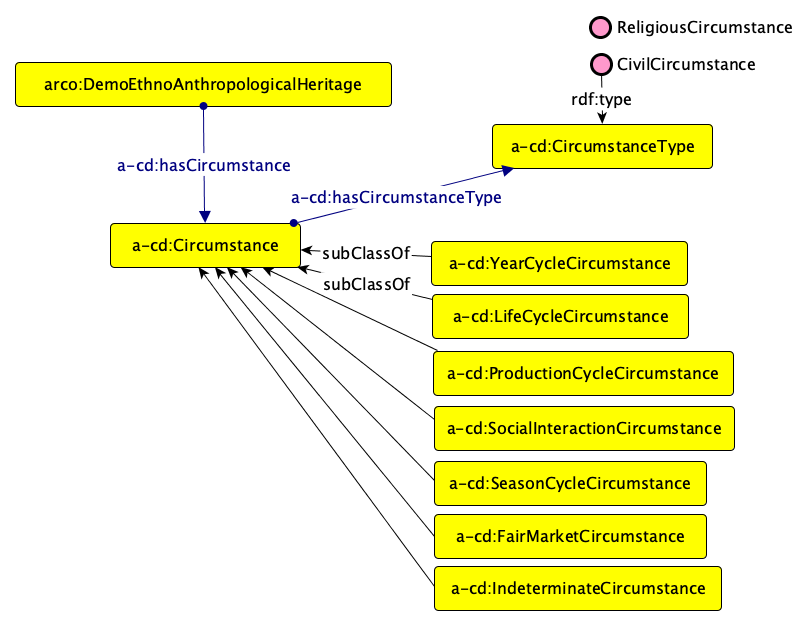 ReligiousCircumstance
CivilCircumstance
arco:DemoEthnoAnthropologicalHeritage
rdf:type
a-cd:CircumstanceType
a-cd:hasCircumstance
a-cd:hasCircumstanceType
a-cd:Circumstance
subClassOf
a-cd:YearCycleCircumstance
subClassOf
a-cd:LifeCycleCircumstance
a-cd:ProductionCycleCircumstance
a-cd:SocialInteractionCircumstance
a-cd:SeasonCycleCircumstance
a-cd:FairMarketCircumstance
a-cd:IndeterminateCircumstance